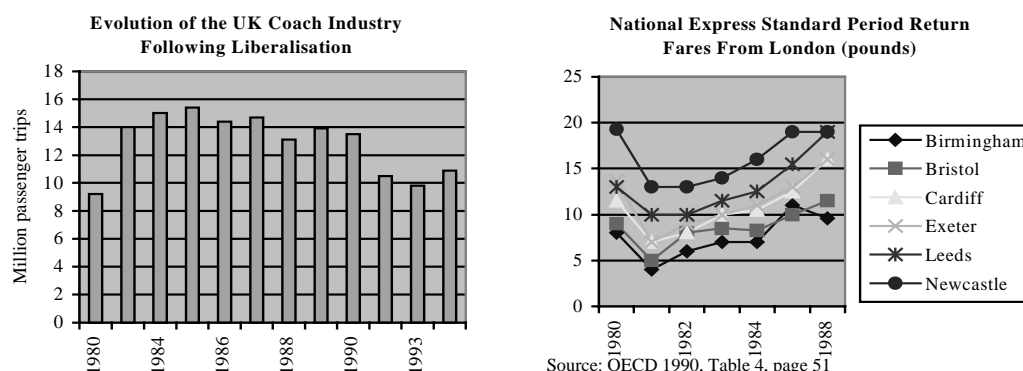 Evolution of the UK Coach Industry
Following Liberalisation
Million passenger trips
18
16
14
12
10
8
6
4
2
0
1980
1984
1986
1988
1990
1993
National Express Standard Period Return
Fares From London (pounds)
25
20
15
10
5
0
1980
1982
1984
1988
Birmingham
Bristol
Cardiff
Exeter
Leeds
Newcastle
Source: OECD 1990, Table 4, page 51